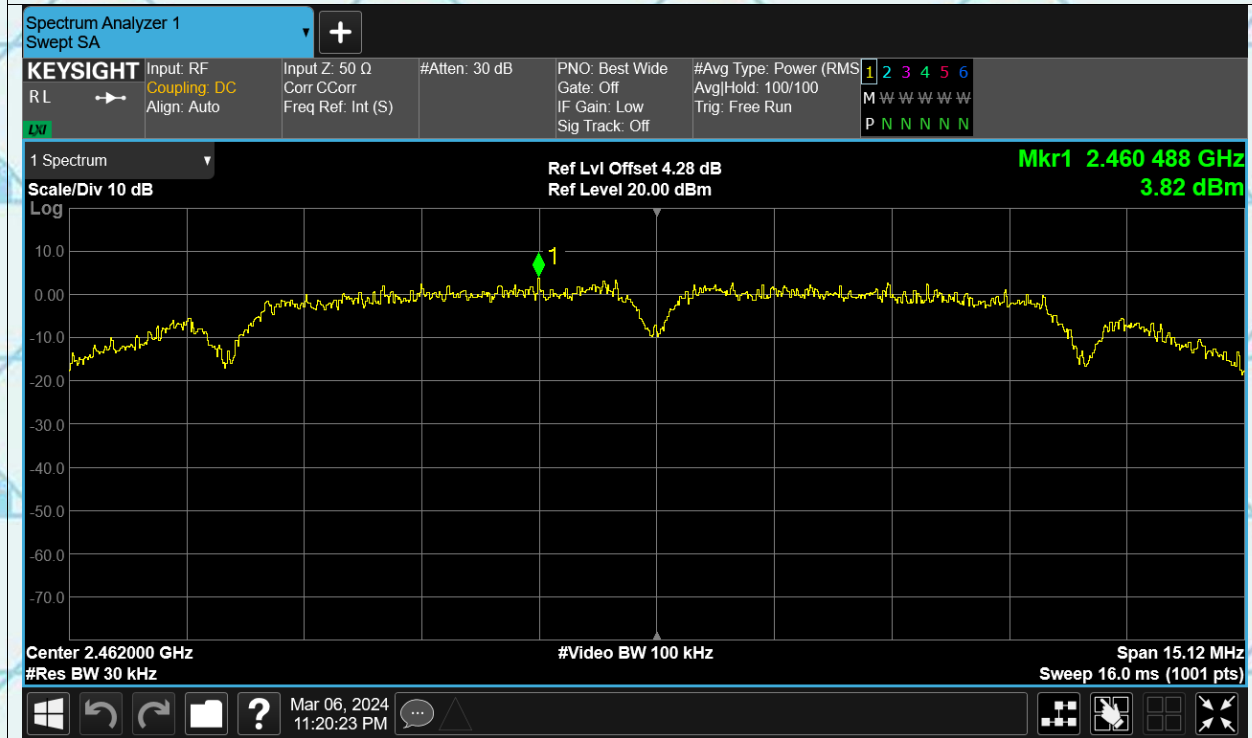 Spectrum Analyzer 1
Swept SA
+
KEYSIGHT
RL
LXI
Input: RF
Coupling: DC
Align: Auto
Input Z: 50 Ω
Corr CCorr
Freq Ref: Int (S)
#Atten: 30 dB
PNO: Best Wide
Gate: Off
IF Gain: Low
Sig Track: Off
#Avg Type: Power (RMS
Avg|Hold: 100/100
Trig: Free Run
1 2 3 4 5 6
M W W W W W
P N N N N N
1 Spectrum
Scale/Div 10 dB
Log
Ref Lvl Offset 4.28 dB
Ref Level 20.00 dBm
Mkr1 2.460 488 GHz
3.82 dBm
1
10.0
0.00
-10.0
-20.0
-30.0
-40.0
-50.0
-60.0
-70.0
Center 2.462000 GHz
#Res BW 30 kHz
#Video BW 100 kHz
Span 15.12 MHz
Sweep 16.0 ms (1001 pts)
?
Mar 06, 2024
11:20:23 PM